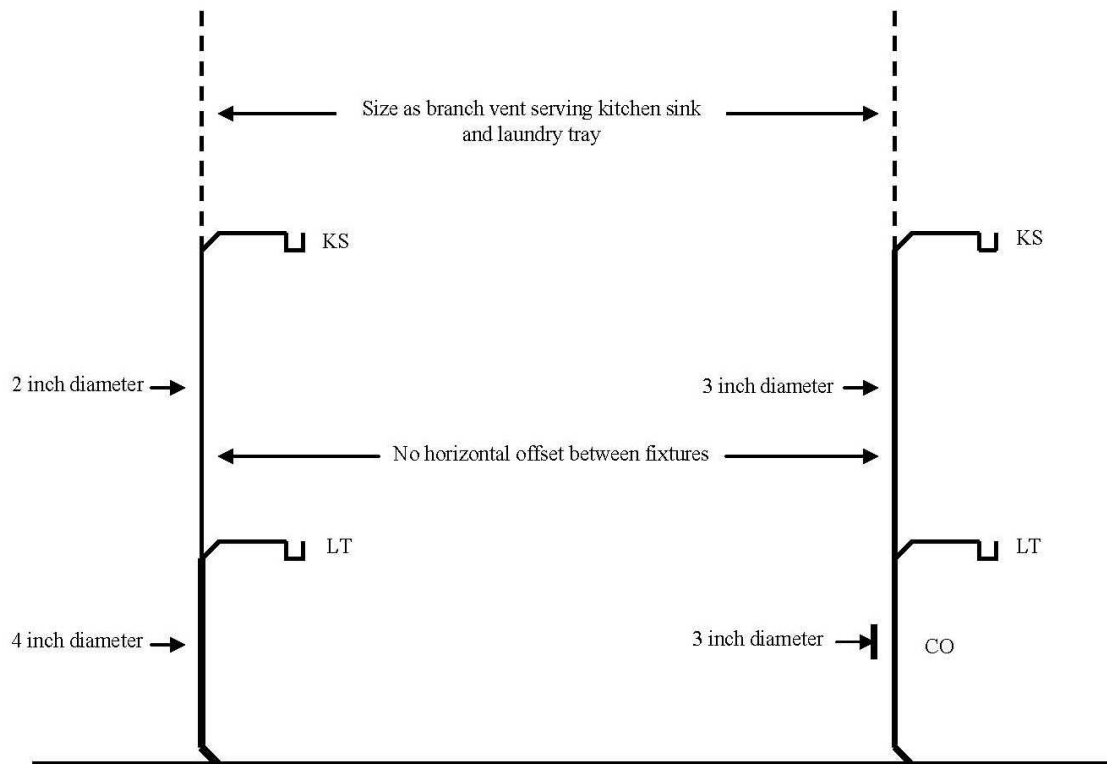 Size as branch vent serving kitchen sink
and laundry tray
KS
KS
2 inch diameter
3 inch diameter
No horizontal offset between fixtures
LT
LT
4 inch diameter
3 inch diameter
CO